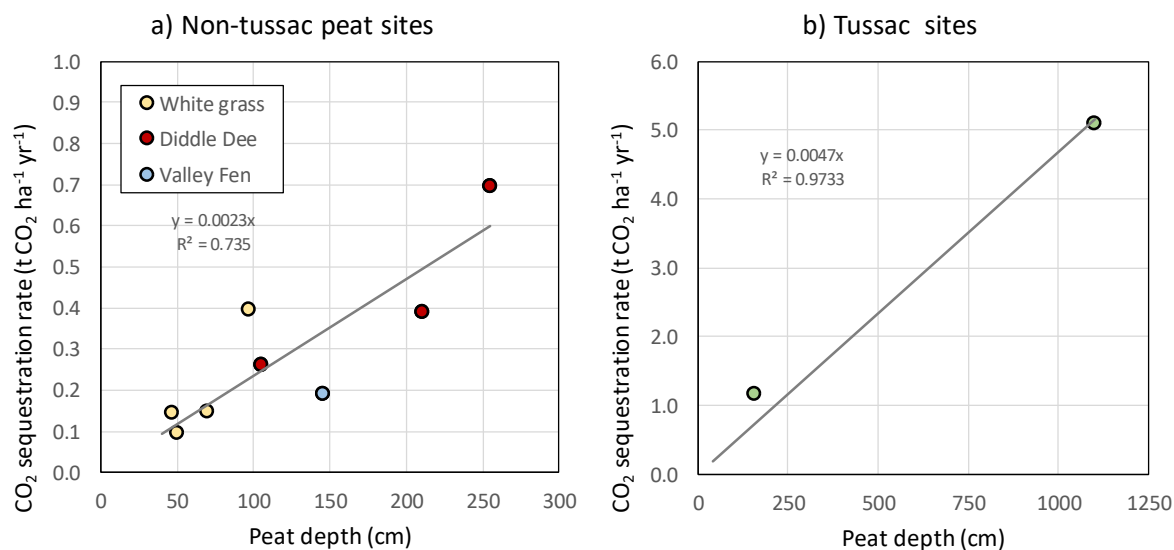 a) Non-tussac peat sites
CO₂ sequestration rate (t CO₂ ha⁻¹ yr⁻¹)
1.0
0.9
0.8
0.7
0.6
0.5
0.4
0.3
0.2
0.1
0.0
White grass
Diddle Dee
Valley Fen
y = 0.0023x
R² = 0.735
0 50 100 150 200 250 300
Peat depth (cm)
b) Tussac sites
CO₂ sequestration rate (t CO₂ ha⁻¹ yr⁻¹)
6.0
5.0
4.0
3.0
2.0
1.0
0.0
y = 0.0047x
R² = 0.9733
0 250 500 750 1000 1250
Peat depth (cm)